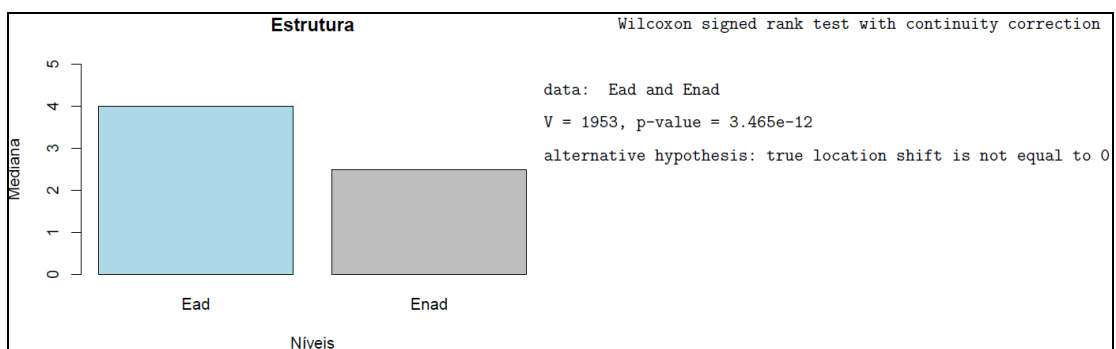 Estrutura
Mediana
5
4
3
2
1
0
Ead
Enad
Níveis
Wilcoxon signed rank test with continuity correction
data: Ead and Enad
V = 1953, p-value = 3.465e-12
alternative hypothesis: true location shift is not equal to 0